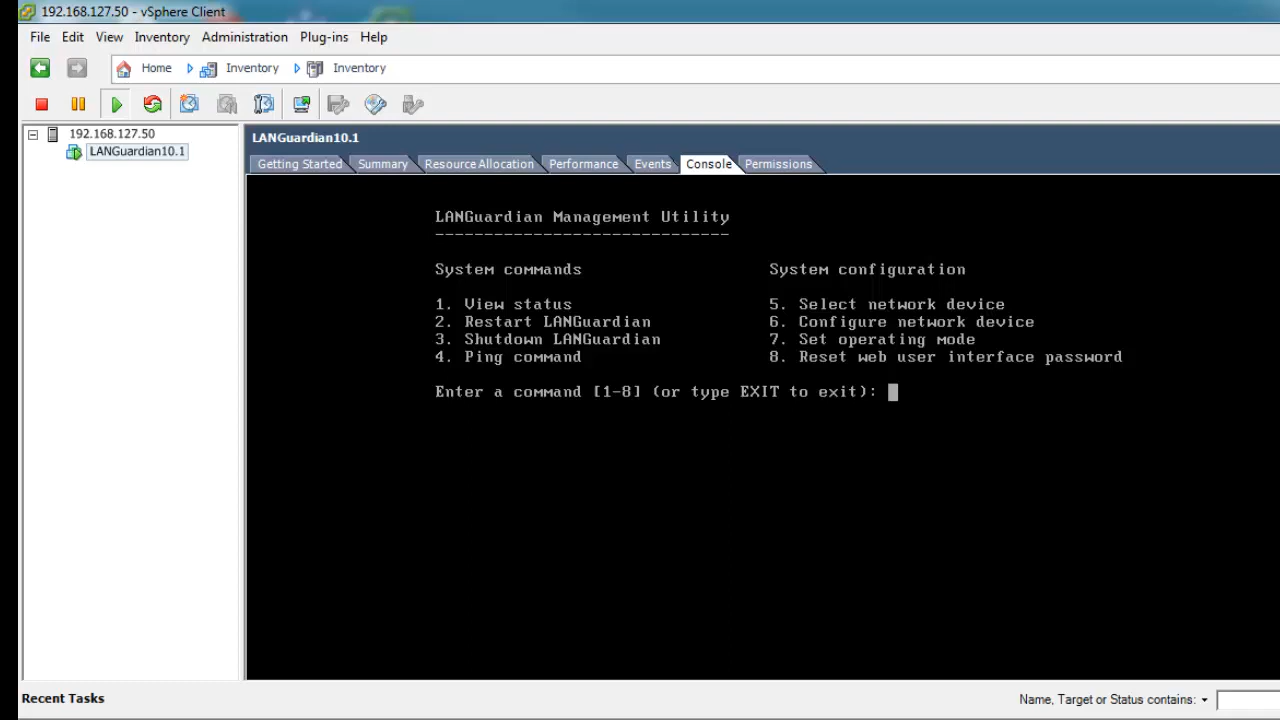 192.168.127.50 - vSphere Client
File Edit View Inventory Administration Plug-ins Help
Home Inventory Inventory
192.168.127.50
LANGuardian10.1
LANGuardian10.1
Getting Started Summary Resource Allocation Performance Events Console Permissions
LANGuardian Management Utility
------------------------------
System commands System configuration
1. View status 5. Select network device
2. Restart LANGuardian 6. Configure network device
3. Shutdown LANGuardian 7. Set operating mode
4. Ping command 8. Reset web user interface password
Enter a command [1-8] (or type EXIT to exit):
Recent Tasks Name, Target or Status contains: